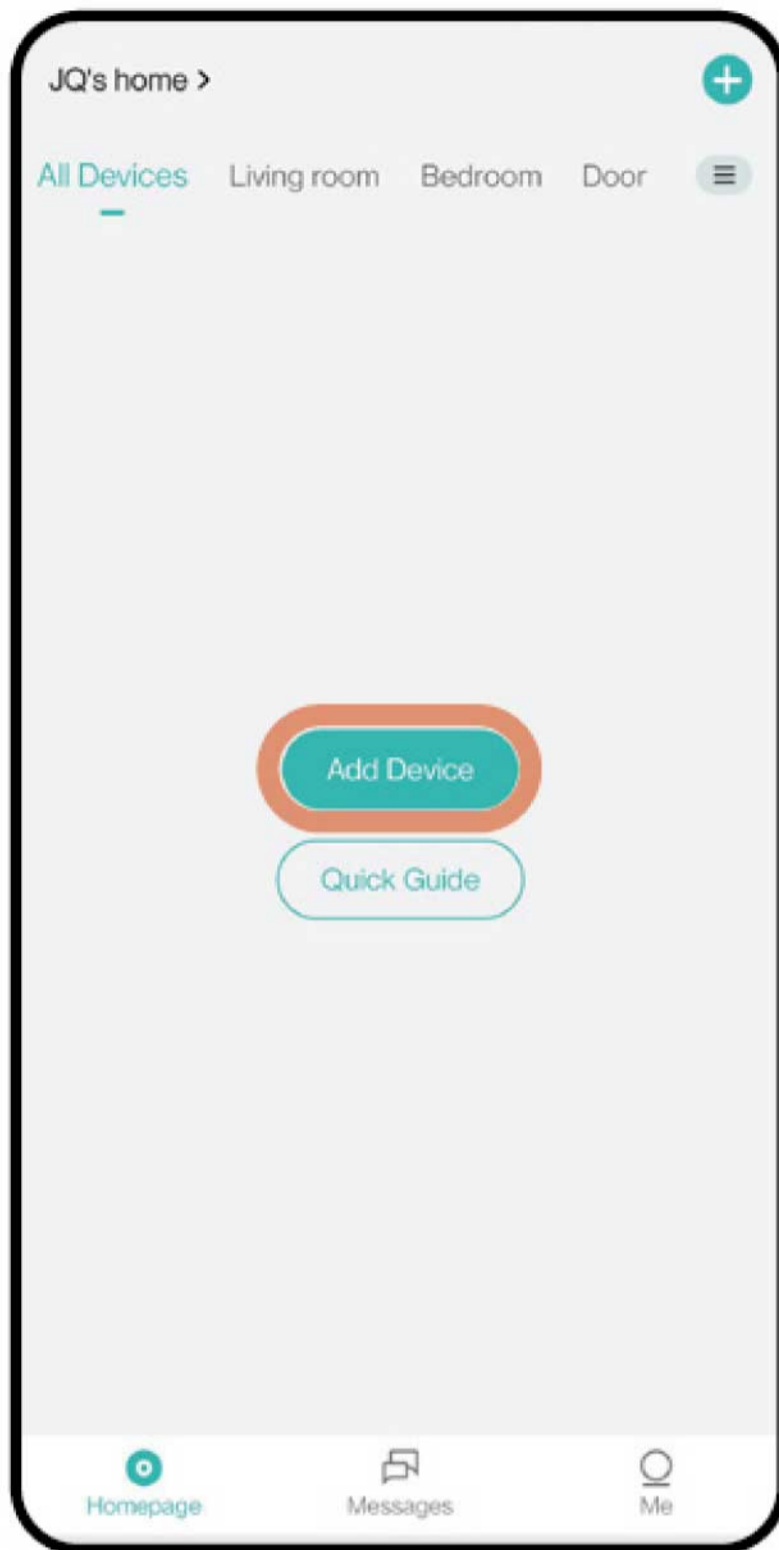 JQ's home >
All Devices Living room Bedroom Door
Add Device
Quick Guide
Homepage Messages Me